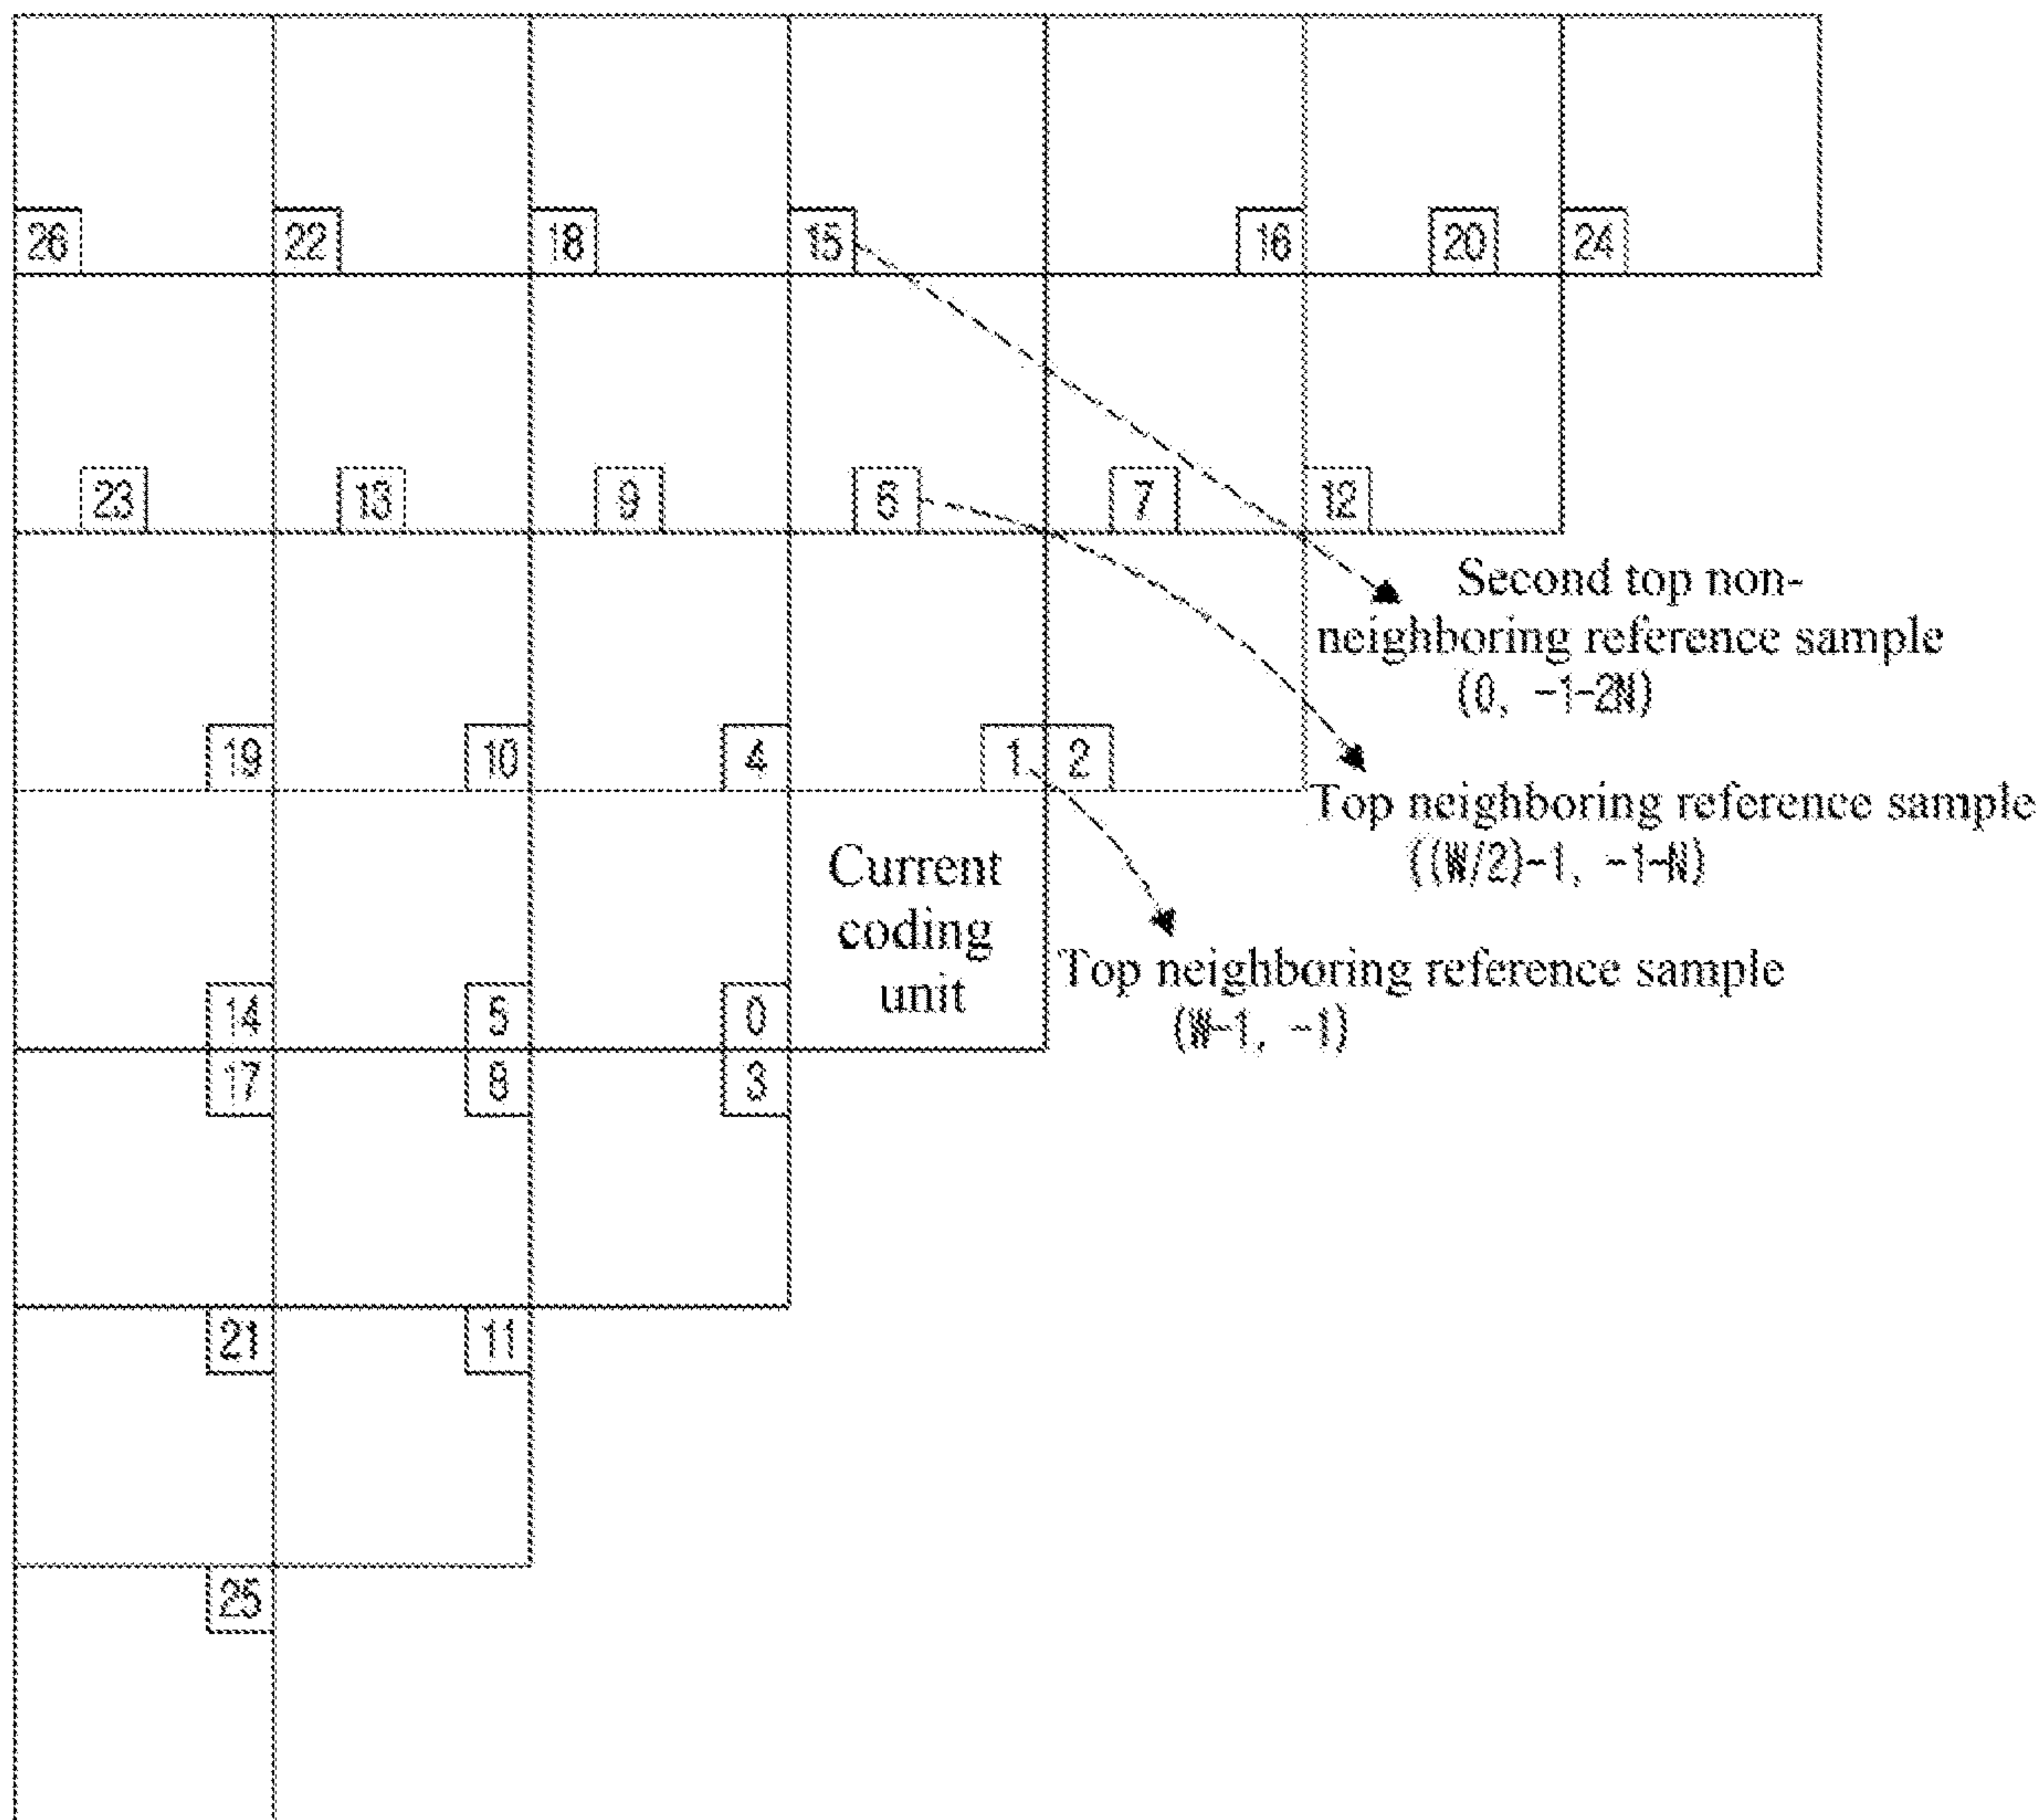 26 22 18 15 16 20 24
23 13 9 6 7 12
Second top non-
neighboring reference sample
(0, -1-2N)
19 10 4 1 2
Top neighboring reference sample
((W/2)-1, -1-N)
Current
coding
unit
Top neighboring reference sample
(W-1, -1)
14 5 0
17 8 3
21 11
25